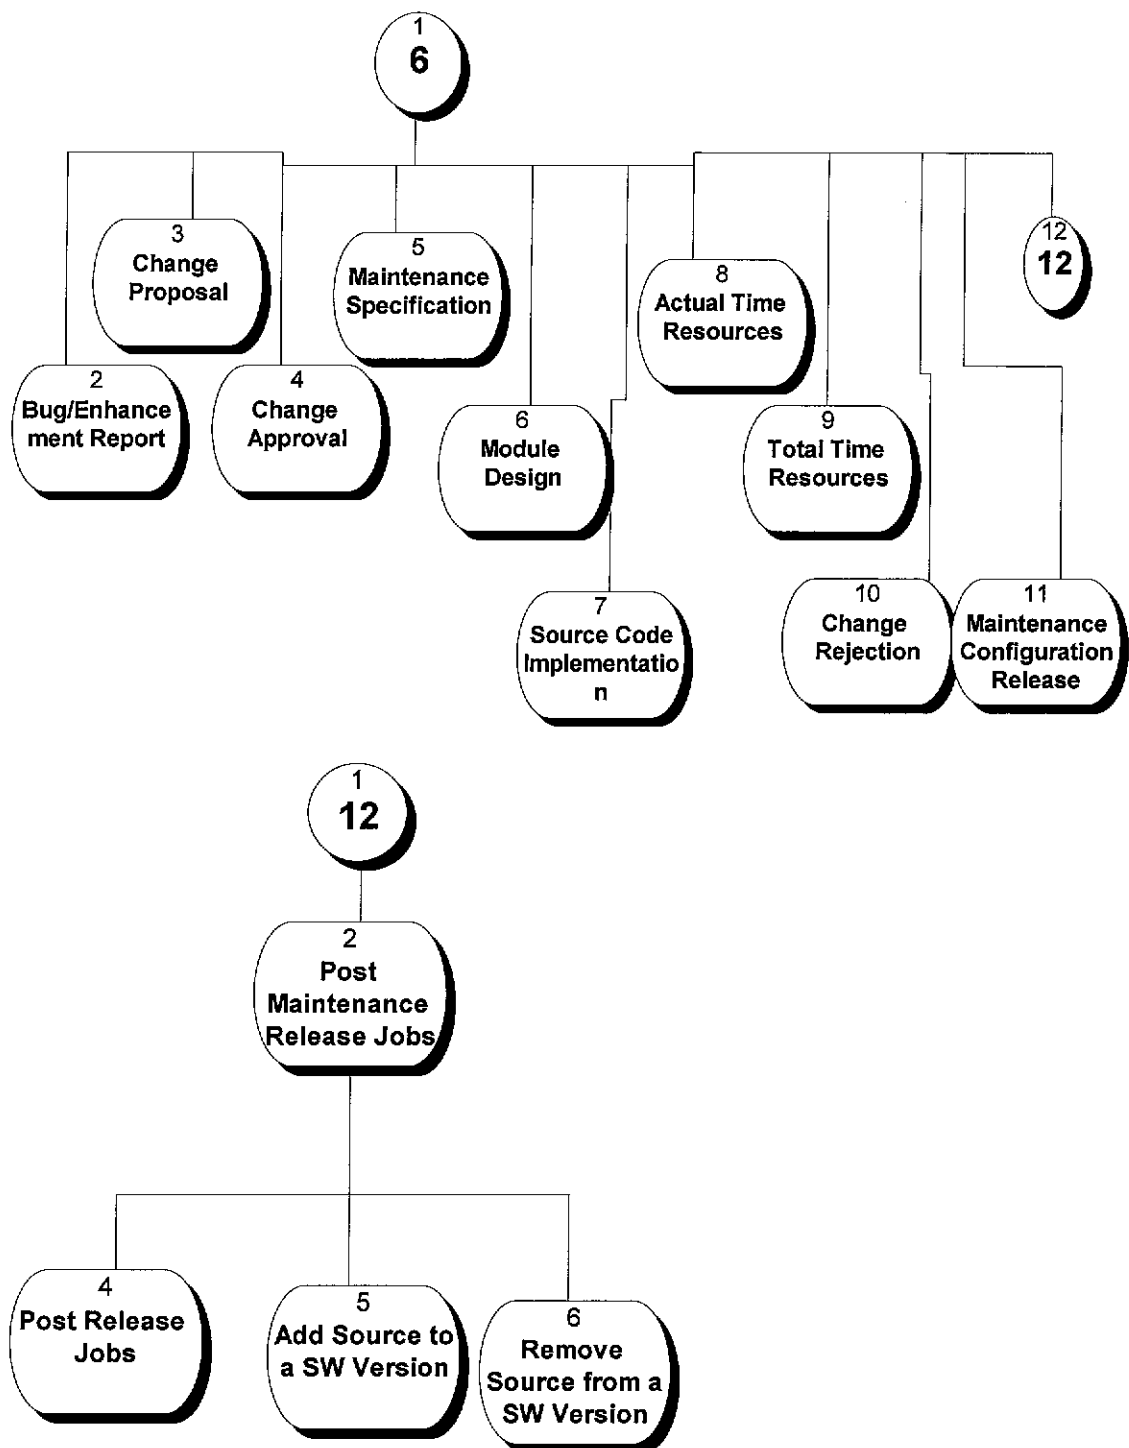 1
6
3
Change
Proposal
5
Maintenance
Specification
12
12
8
Actual Time
Resources
2
Bug/Enhance
ment Report
4
Change
Approval
6
Module
Design
9
Total Time
Resources
7
Source Code
Implementatio
n
10
Change
Rejection
11
Maintenance
Configuration
Release
1
12
2
Post
Maintenance
Release Jobs
4
Post Release
Jobs
5
Add Source to
a SW Version
6
Remove
Source from a
SW Version